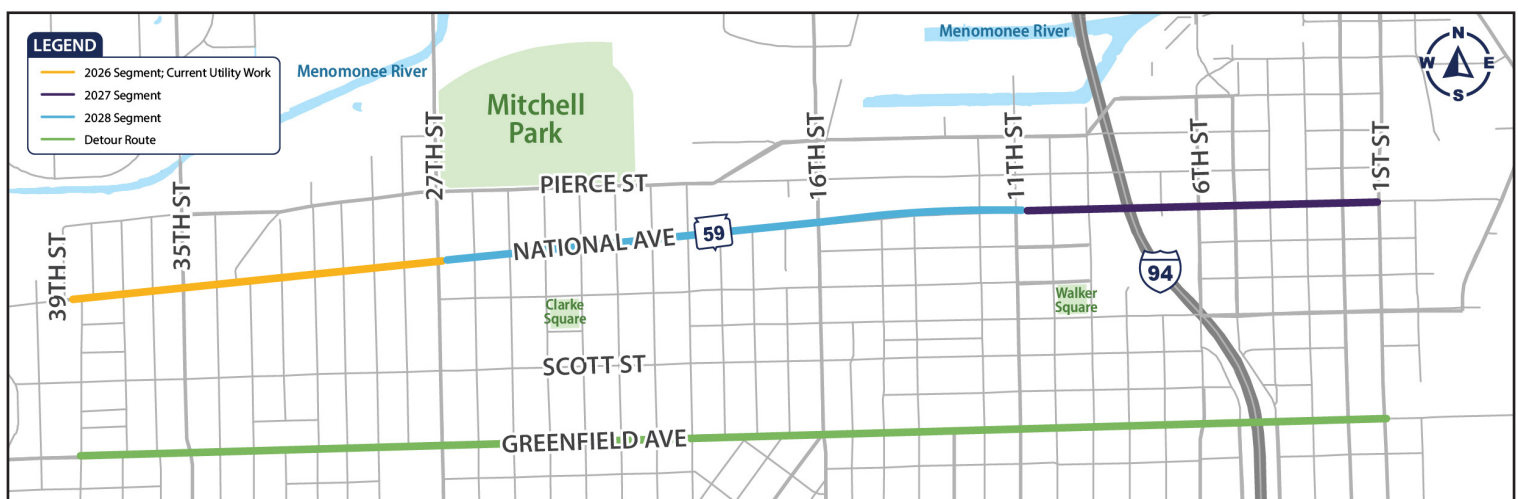 LEGEND
2026 Segment; Current Utility Work
2027 Segment
2028 Segment
Detour Route
Menomonee River
Menomonee River
N
W
E
S
Mitchell
Park
39TH ST
35TH ST
27TH ST
16TH ST
11TH ST
6TH ST
1ST ST
PIERCE ST
NATIONAL AVE
59
94
Clarke
Square
Walker
Square
SCOTT ST
GREENFIELD AVE